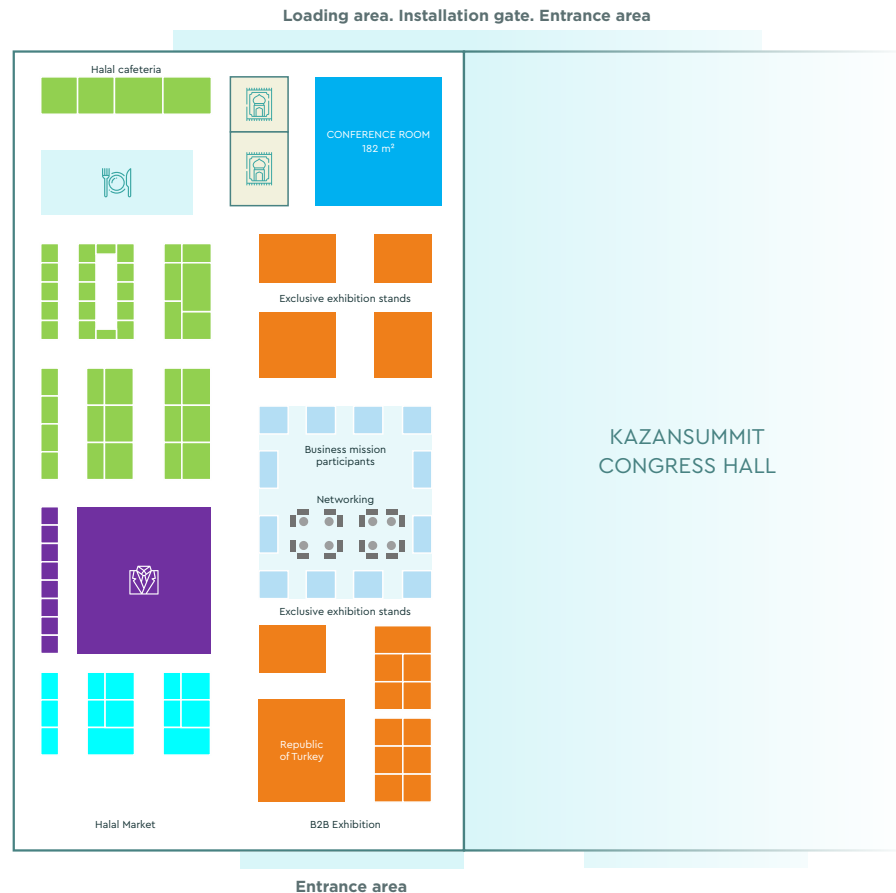 Loading area. Installation gate. Entrance area
Halal cafeteria
CONFERENCE ROOM
182 m²
Exclusive exhibition stands
KAZANSUMMIT
CONGRESS HALL
Business mission
participants
Networking
Exclusive exhibition stands
Republic
of Turkey
Halal Market
B2B Exhibition
Entrance area